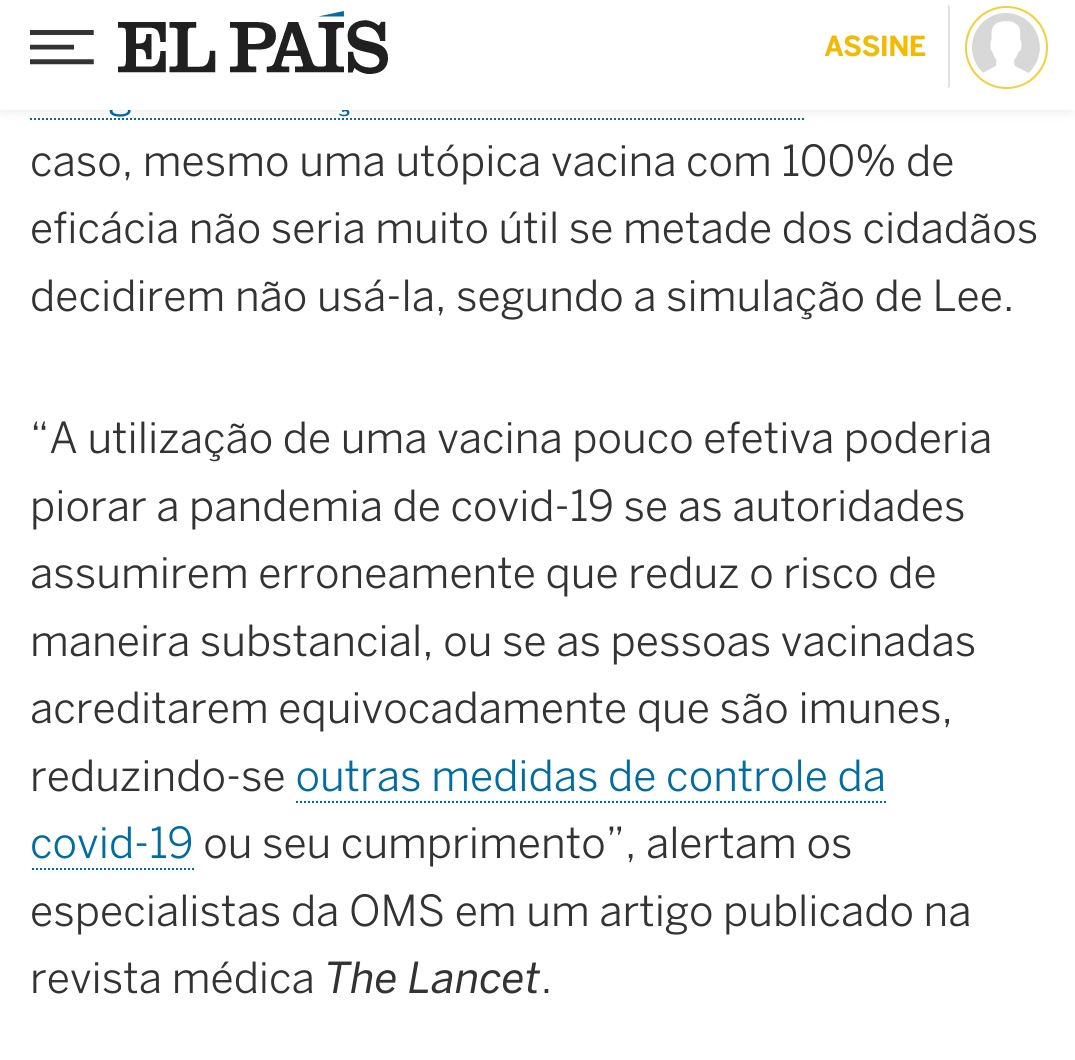 EL PAÍS
ASSINE
caso, mesmo uma utópica vacina com 100% de
eficácia não seria muito útil se metade dos cidadãos
decidirem não usá-la, segundo a simulação de Lee.
“A utilização de uma vacina pouco efetiva poderia
piorar a pandemia de covid-19 se as autoridades
assumirem erroneamente que reduz o risco de
maneira substancial, ou se as pessoas vacinadas
acreditarem equivocadamente que são imunes,
reduzindo-se outras medidas de controle da
covid-19 ou seu cumprimento”, alertam os
especialistas da OMS em um artigo publicado na
revista médica The Lancet.